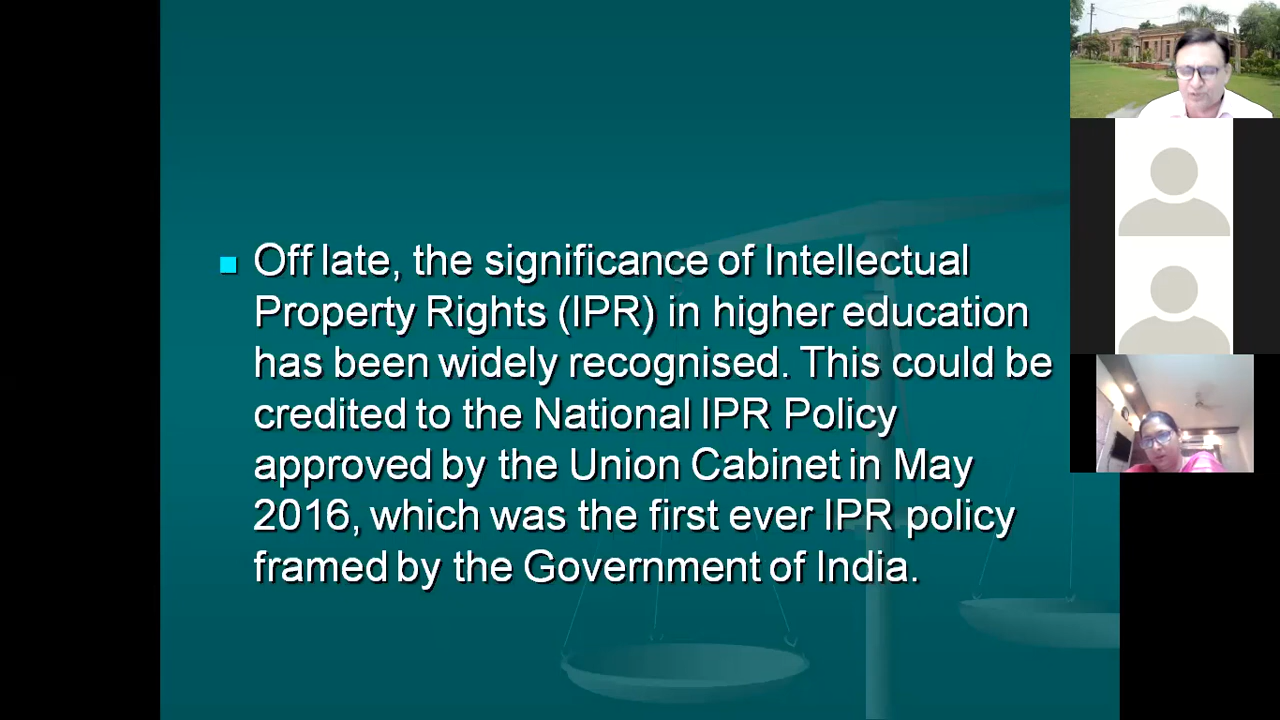 Off late, the significance of Intellectual
Property Rights (IPR) in higher education
has been widely recognised. This could be
credited to the National IPR Policy
approved by the Union Cabinet in May
2016, which was the first ever IPR policy
framed by the Government of India.